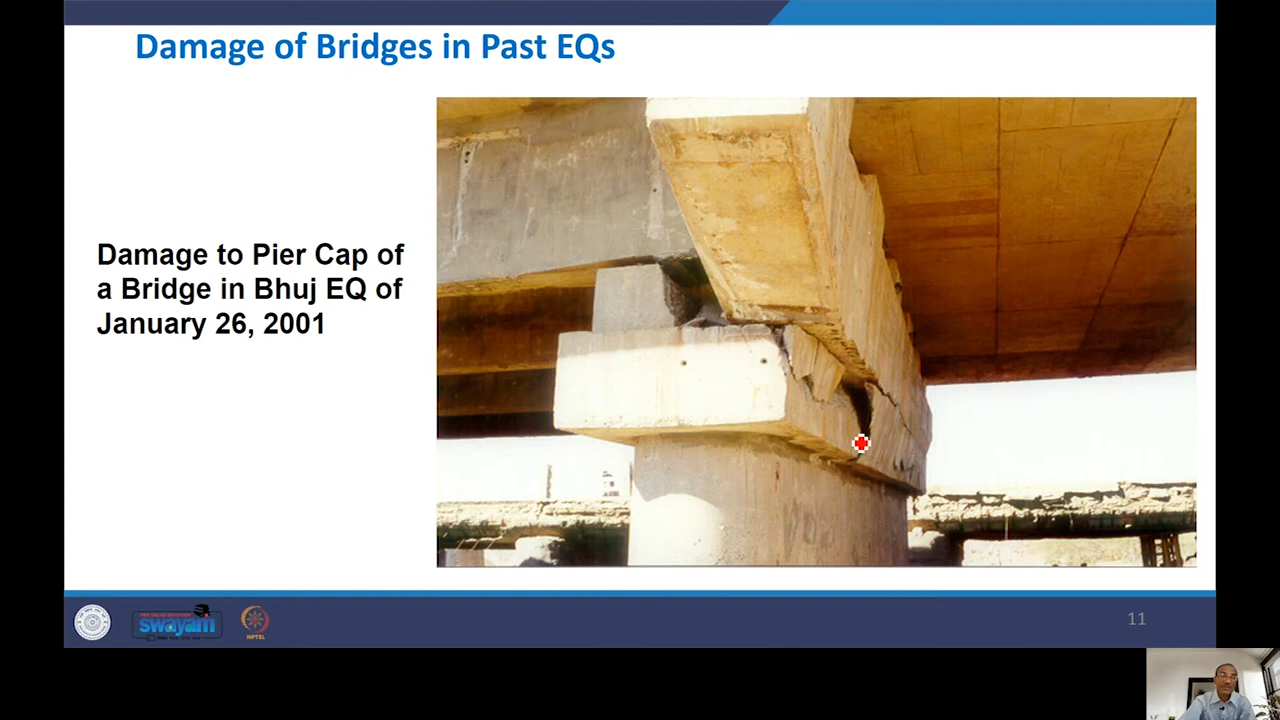 Damage of Bridges in Past EQs
Damage to Pier Cap of
a Bridge in Bhuj EQ of
January 26, 2001
swayam
NPTEL
11